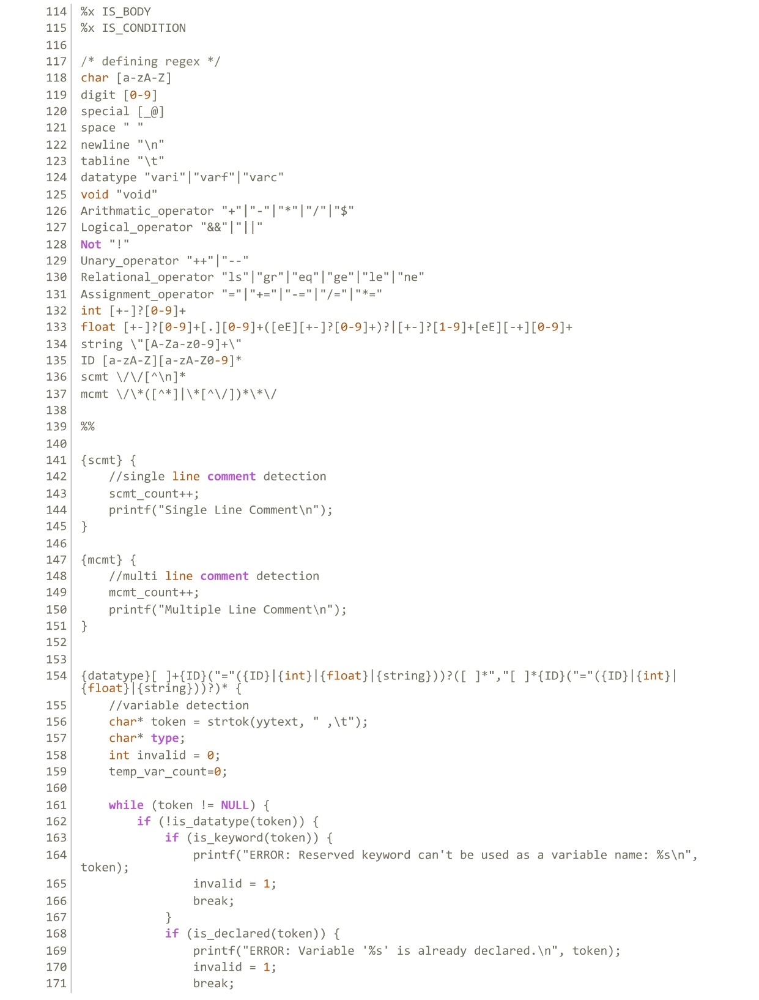 114 %x IS_BODY
115 %x IS_CONDITION
116
117 /* defining regex */
118 char [a-zA-Z]
119 digit [0-9]
120 special [_@]
121 space " "
122 newline "\n"
123 tabline "\t"
124 datatype "vari"|"varf"|"varc"
125 void "void"
126 Arithmatic_operator "+"|"-"|"*"|"/"|"$"
127 Logical_operator "&&"|"||"
128 Not "!"
129 Unary_operator "++"|"--"
130 Relational_operator "ls"|"gr"|"eq"|"ge"|"le"|"ne"
131 Assignment_operator "="|"+="|"-="|"/="|"*="
132 int [+-]?[0-9]+
133 float [+-]?[0-9]+[.][0-9]+([eE][+-]?[0-9]+)?|[+-]?[1-9]+[eE][-+][0-9]+
134 string \"[A-Za-z0-9]+\"
135 ID [a-zA-Z][a-zA-Z0-9]*
136 scmt \/\/[^\n]*
137 mcmt \/\*([^*]|\*[^\/])*\*\/
138
139 %%
140
141 {scmt} {
142     //single line comment detection
143     scmt_count++;
144     printf("Single Line Comment\n");
145 }
146
147 {mcmt} {
148     //multi line comment detection
149     mcmt_count++;
150     printf("Multiple Line Comment\n");
151 }
152
153
154 {datatype}[ ]+{ID}("="({ID}|{int}|{float}|{string}))?([ ]*","[ ]*{ID}("="({ID}|{int}|
{float}|{string}))?)* {
155     //variable detection
156     char* token = strtok(yytext, " ,\t");
157     char* type;
158     int invalid = 0;
159     temp_var_count=0;
160
161     while (token != NULL) {
162         if (!is_datatype(token)) {
163             if (is_keyword(token)) {
164                 printf("ERROR: Reserved keyword can't be used as a variable name: %s\n",
token);
165                 invalid = 1;
166                 break;
167             }
168             if (is_declared(token)) {
169                 printf("ERROR: Variable '%s' is already declared.\n", token);
170                 invalid = 1;
171                 break;